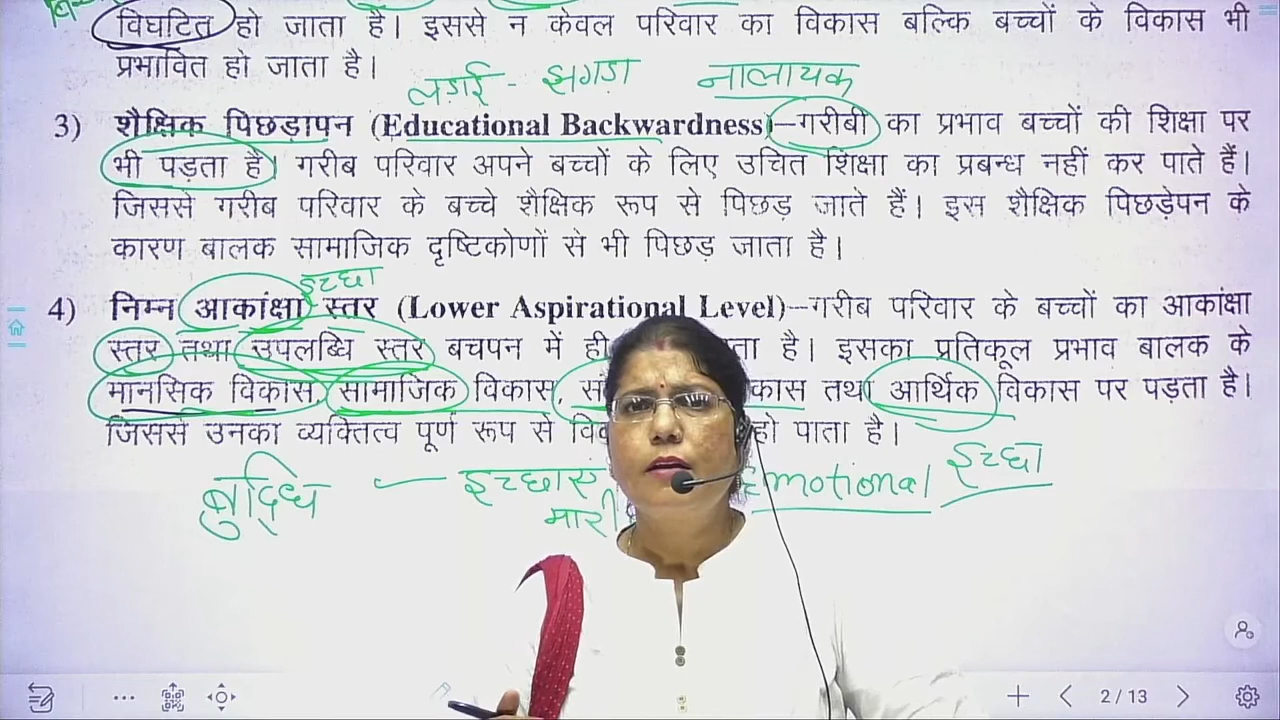 विघटित हो जाता है। इससे न केवल परिवार का विकास बल्कि बच्चों के विकास भी
प्रभावित हो जाता है।
लड़ाई - झगड़ा नालायक
3) शैक्षिक पिछड़ापन (Educational Backwardness)–गरीबी का प्रभाव बच्चों की शिक्षा पर
भी पड़ता है। गरीब परिवार अपने बच्चों के लिए उचित शिक्षा का प्रबन्ध नहीं कर पाते हैं।
जिससे गरीब परिवार के बच्चे शैक्षिक रूप से पिछड़ जाते हैं। इस शैक्षिक पिछड़ेपन के
कारण बालक सामाजिक दृष्टिकोणों से भी पिछड़ जाता है।
इच्छा
4) निम्न आकांक्षा स्तर (Lower Aspirational Level)–गरीब परिवार के बच्चों का आकांक्षा
स्तर तथा उपलब्धि स्तर बचपन में ही है। इसका प्रतिकूल प्रभाव बालक के
मानसिक विकास, सामाजिक विकास, तथा आर्थिक विकास पर पड़ता है।
जिससे उनका व्यक्तित्व पूर्ण रूप से हो पाता है।
बुद्धि – इच्छाएं Emotional इच्छा
मारी
2/13